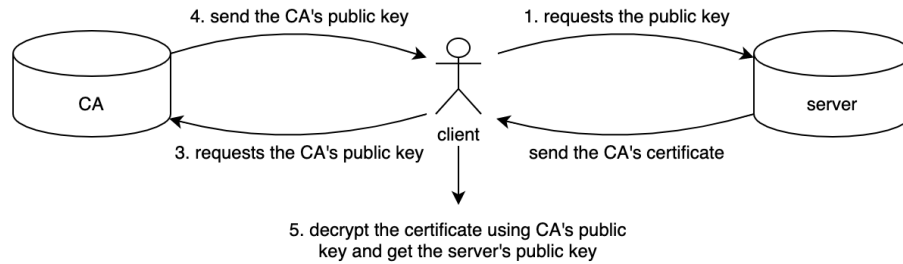 4. send the CA's public key
1. requests the public key
CA
server
client
3. requests the CA's public key
send the CA's certificate
5. decrypt the certificate using CA's public
key and get the server's public key